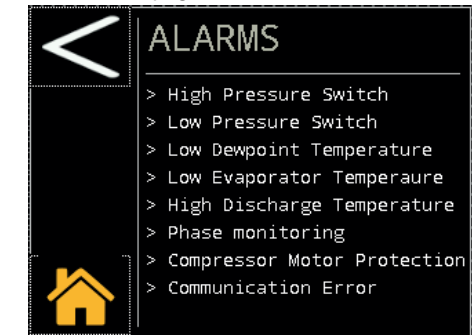 ALARMS
> High Pressure Switch
> Low Pressure Switch
> Low Dewpoint Temperature
> Low Evaporator Temperaure
> High Discharge Temperature
> Phase monitoring
> Compressor Motor Protection
> Communication Error